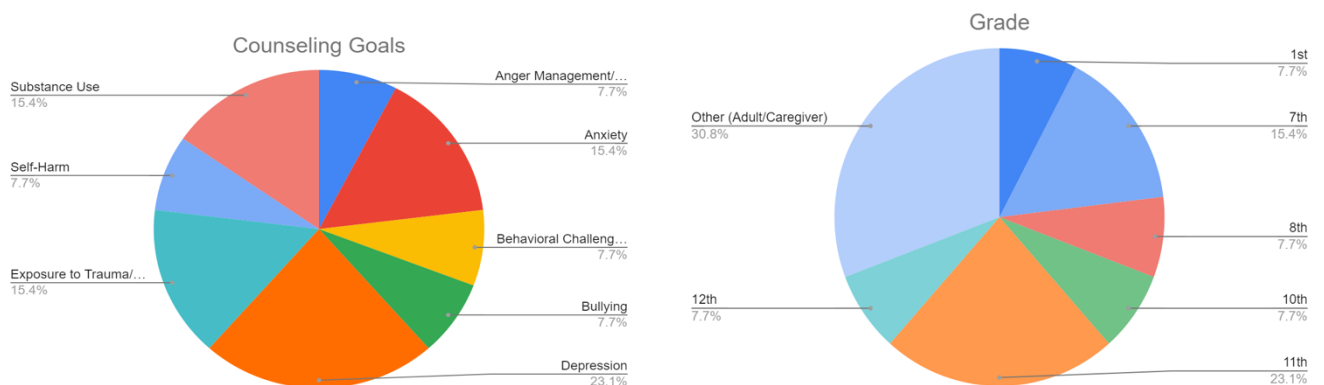 Counseling Goals
Substance Use
15.4%
Self-Harm
7.7%
Exposure to Trauma/…
15.4%
Anger Management/…
7.7%
Anxiety
15.4%
Behavioral Challeng…
7.7%
Bullying
7.7%
Depression
23.1%
Grade
Other (Adult/Caregiver)
30.8%
12th
7.7%
1st
7.7%
7th
15.4%
8th
7.7%
10th
7.7%
11th
23.1%